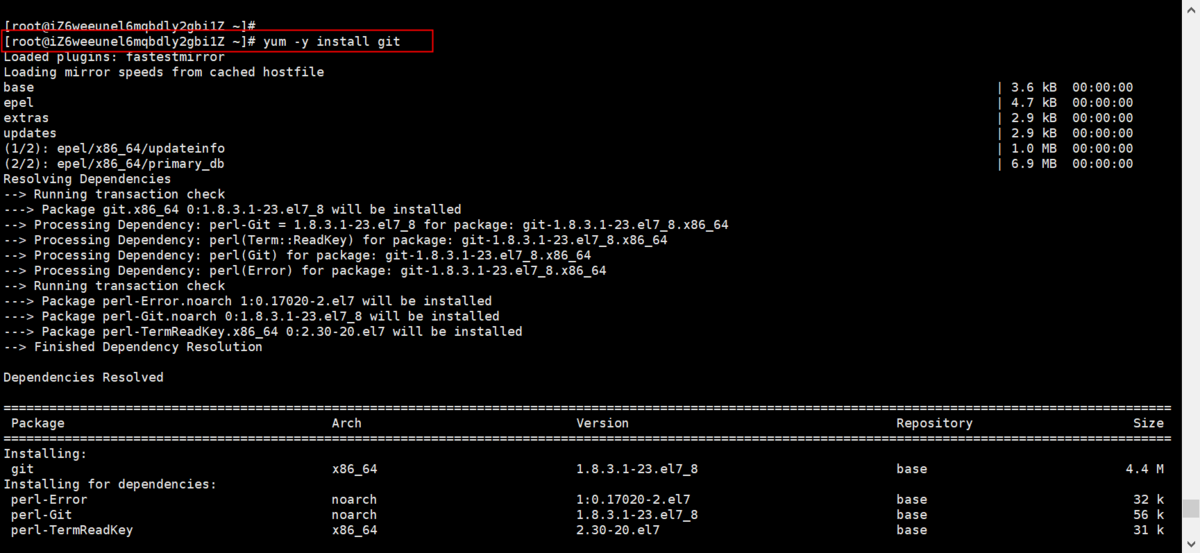 [root@iZ6weeunel6mqbdly2gbi1Z ~]#
[root@iZ6weeunel6mqbdly2gbi1Z ~]# yum -y install git
Loaded plugins: fastestmirror
Loading mirror speeds from cached hostfile
base | 3.6 kB 00:00:00
epel | 4.7 kB 00:00:00
extras | 2.9 kB 00:00:00
updates | 2.9 kB 00:00:00
(1/2): epel/x86_64/updateinfo | 1.0 MB 00:00:00
(2/2): epel/x86_64/primary_db | 6.9 MB 00:00:00
Resolving Dependencies
--> Running transaction check
---> Package git.x86_64 0:1.8.3.1-23.el7_8 will be installed
--> Processing Dependency: perl-Git = 1.8.3.1-23.el7_8 for package: git-1.8.3.1-23.el7_8.x86_64
--> Processing Dependency: perl(Term::ReadKey) for package: git-1.8.3.1-23.el7_8.x86_64
--> Processing Dependency: perl(Git) for package: git-1.8.3.1-23.el7_8.x86_64
--> Processing Dependency: perl(Error) for package: git-1.8.3.1-23.el7_8.x86_64
--> Running transaction check
---> Package perl-Error.noarch 1:0.17020-2.el7 will be installed
---> Package perl-Git.noarch 0:1.8.3.1-23.el7_8 will be installed
---> Package perl-TermReadKey.x86_64 0:2.30-20.el7 will be installed
--> Finished Dependency Resolution
Dependencies Resolved
Package Arch Version Repository Size
Installing:
git x86_64 1.8.3.1-23.el7_8 base 4.4 M
Installing for dependencies:
perl-Error noarch 1:0.17020-2.el7 base 32 k
perl-Git noarch 1.8.3.1-23.el7_8 base 56 k
perl-TermReadKey x86_64 2.30-20.el7 base 31 k